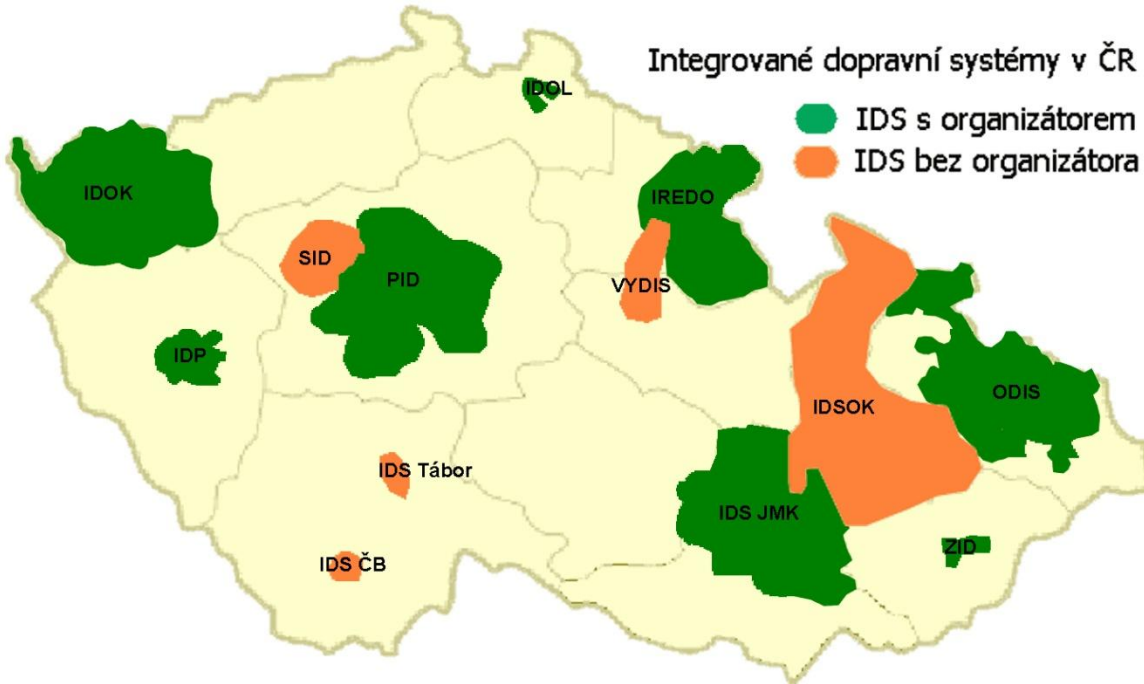 Integrované dopravní systémy v ČR
IDS s organizátorem
IDS bez organizátora
IDOL
IDOK
IREDO
SID
PID
VYDIS
IDP
ODIS
IDSOK
IDS Tábor
IDS JMK
ZID
IDS ČB